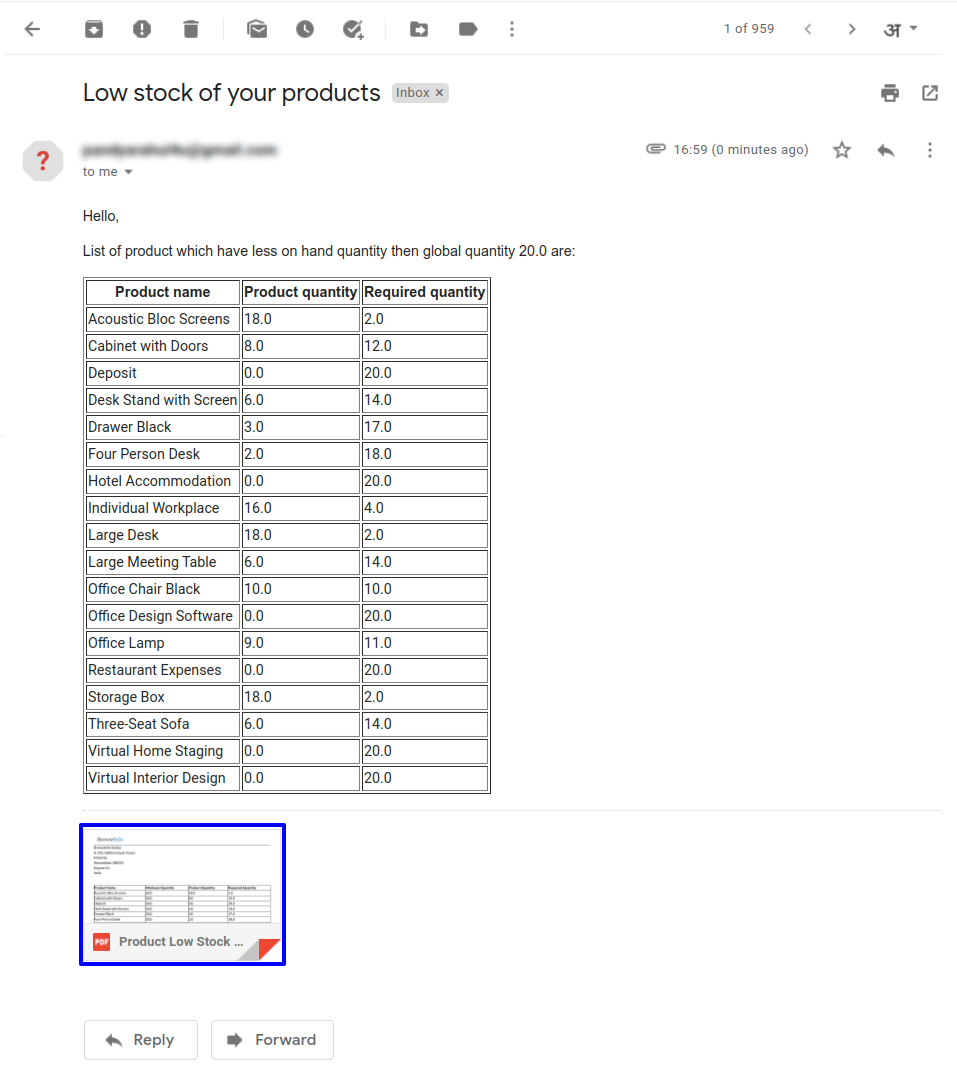 1 of 959
अ
Low stock of your products Inbox ×
?
16:59 (0 minutes ago)
to me
Hello,
List of product which have less on hand quantity then global quantity 20.0 are:
Product name Product quantity Required quantity
Acoustic Bloc Screens 18.0 2.0
Cabinet with Doors 8.0 12.0
Deposit 0.0 20.0
Desk Stand with Screen 6.0 14.0
Drawer Black 3.0 17.0
Four Person Desk 2.0 18.0
Hotel Accommodation 0.0 20.0
Individual Workplace 16.0 4.0
Large Desk 18.0 2.0
Large Meeting Table 6.0 14.0
Office Chair Black 10.0 10.0
Office Design Software 0.0 20.0
Office Lamp 9.0 11.0
Restaurant Expenses 0.0 20.0
Storage Box 18.0 2.0
Three-Seat Sofa 6.0 14.0
Virtual Home Staging 0.0 20.0
Virtual Interior Design 0.0 20.0
Product Name Minimum Quantity Product Quantity Required Quantity
PDF Product Low Stock ...
Reply Forward